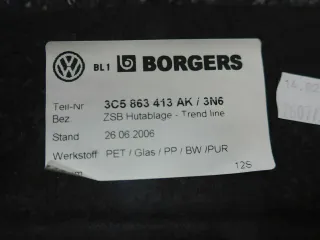 BL1 BORGERS
Teil-Nr 3C5 863 413 AK / 3N6
Bez. ZSB Hutablage - Trend line
Stand 26.06.2006
Werkstoff PET / Glas / PP / BW /PUR
12S